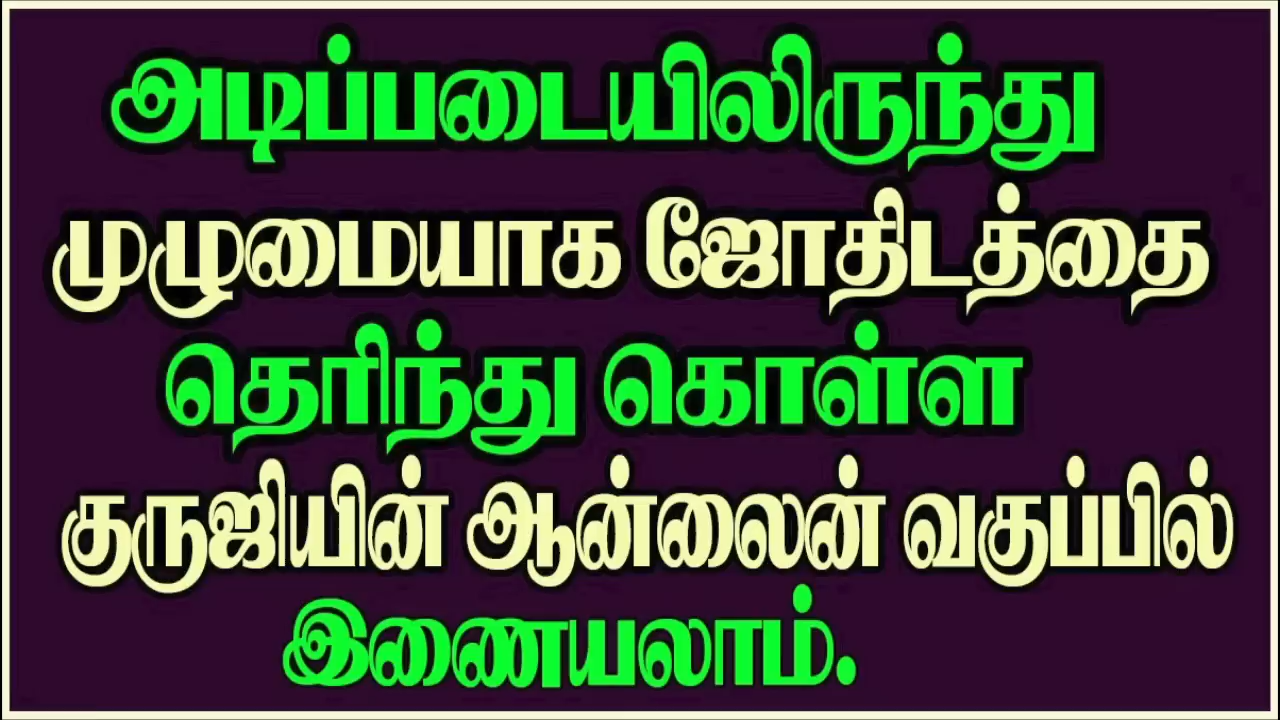 அடிப்படையிலிருந்து
முழுமையாக ஜோதிடத்தை
தெரிந்து கொள்ள
குருஜியின் ஆன்லைன் வகுப்பில்
இணையலாம்.